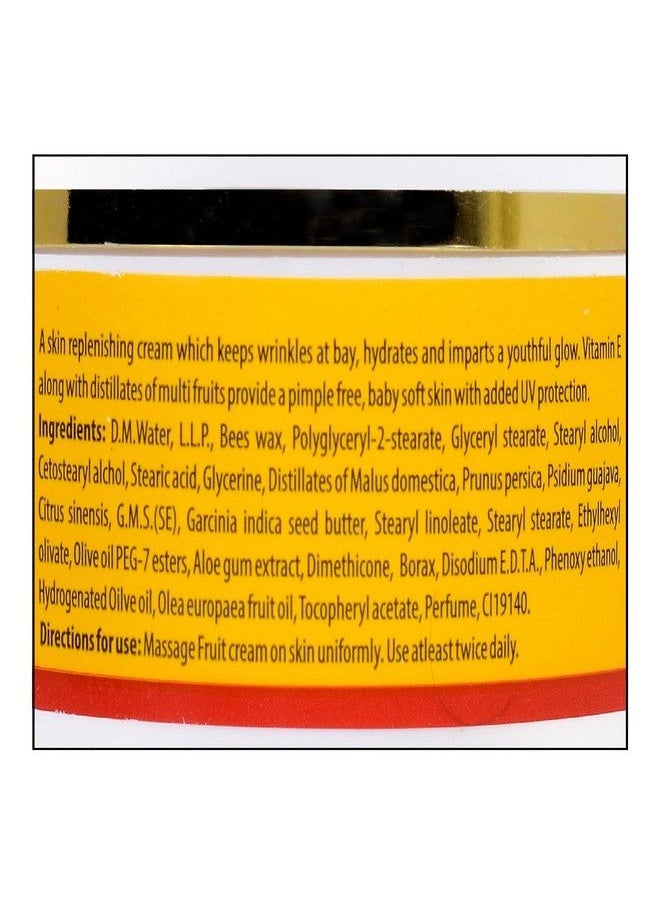 A skin replenishing cream which keeps wrinkles at bay, hydrates and imparts a youthful glow. Vitamin E
along with distillates of multi fruits provide a pimple free, baby soft skin with added UV protection.
Ingredients: D.M.Water, L.L.P., Bees wax, Polyglyceryl-2-stearate, Glyceryl stearate, Stearyl alcohol,
Cetostearyl alchol, Stearic acid, Glycerine, Distillates of Malus domestica, Prunus persica, Psidium guajava,
Citrus sinensis, G.M.S.(SE), Garcinia indica seed butter, Stearyl linoleate, Stearyl stearate, Ethylhexyl
olivate, Olive oil PEG-7 esters, Aloe gum extract, Dimethicone, Borax, Disodium E.D.T.A., Phenoxy ethanol,
Hydrogenated Oilve oil, Olea europaea fruit oil, Tocopheryl acetate, Perfume, CI19140.
Directions for use: Massage Fruit cream on skin uniformly. Use atleast twice daily.